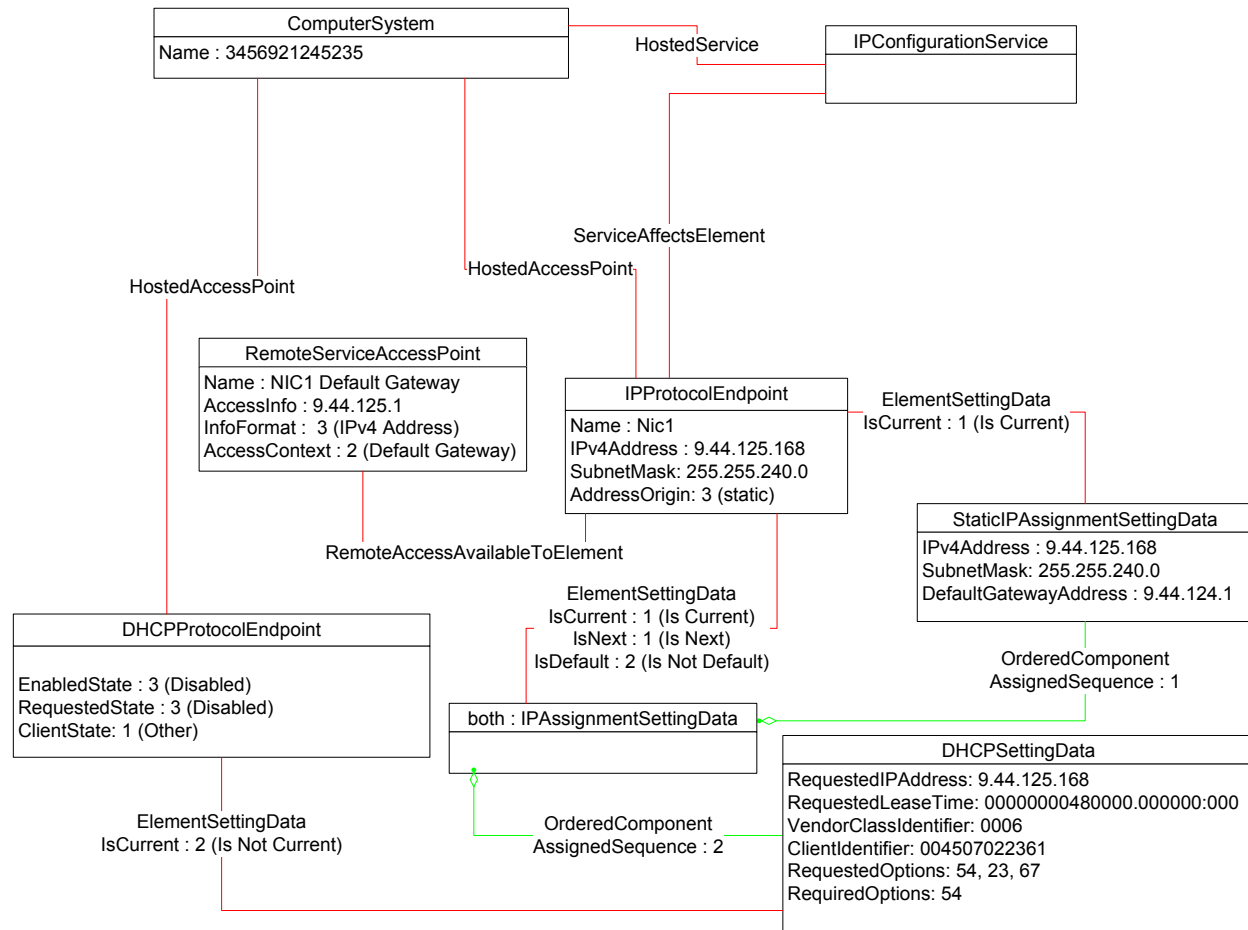 ComputerSystem
Name : 3456921245235
HostedService
IPConfigurationService
ServiceAffectsElement
HostedAccessPoint
HostedAccessPoint
RemoteServiceAccessPoint
Name : NIC1 Default Gateway
AccessInfo : 9.44.125.1
InfoFormat :  3 (IPv4 Address)
AccessContext : 2 (Default Gateway)
IPProtocolEndpoint
Name : Nic1
IPv4Address : 9.44.125.168
SubnetMask: 255.255.240.0
AddressOrigin: 3 (static)
ElementSettingData
IsCurrent : 1 (Is Current)
StaticIPAssignmentSettingData
IPv4Address : 9.44.125.168
SubnetMask: 255.255.240.0
DefaultGatewayAddress : 9.44.124.1
RemoteAccessAvailableToElement
ElementSettingData
IsCurrent : 1 (Is Current)
IsNext : 1 (Is Next)
IsDefault : 2 (Is Not Default)
DHCPProtocolEndpoint
EnabledState : 3 (Disabled)
RequestedState : 3 (Disabled)
ClientState: 1 (Other)
OrderedComponent
AssignedSequence : 1
both : IPAssignmentSettingData
DHCPSettingData
RequestedIPAddress: 9.44.125.168
RequestedLeaseTime: 00000000480000.000000:000
VendorClassIdentifier: 0006
ClientIdentifier: 004507022361
RequestedOptions: 54, 23, 67
RequiredOptions: 54
OrderedComponent
AssignedSequence : 2
ElementSettingData
IsCurrent : 2 (Is Not Current)